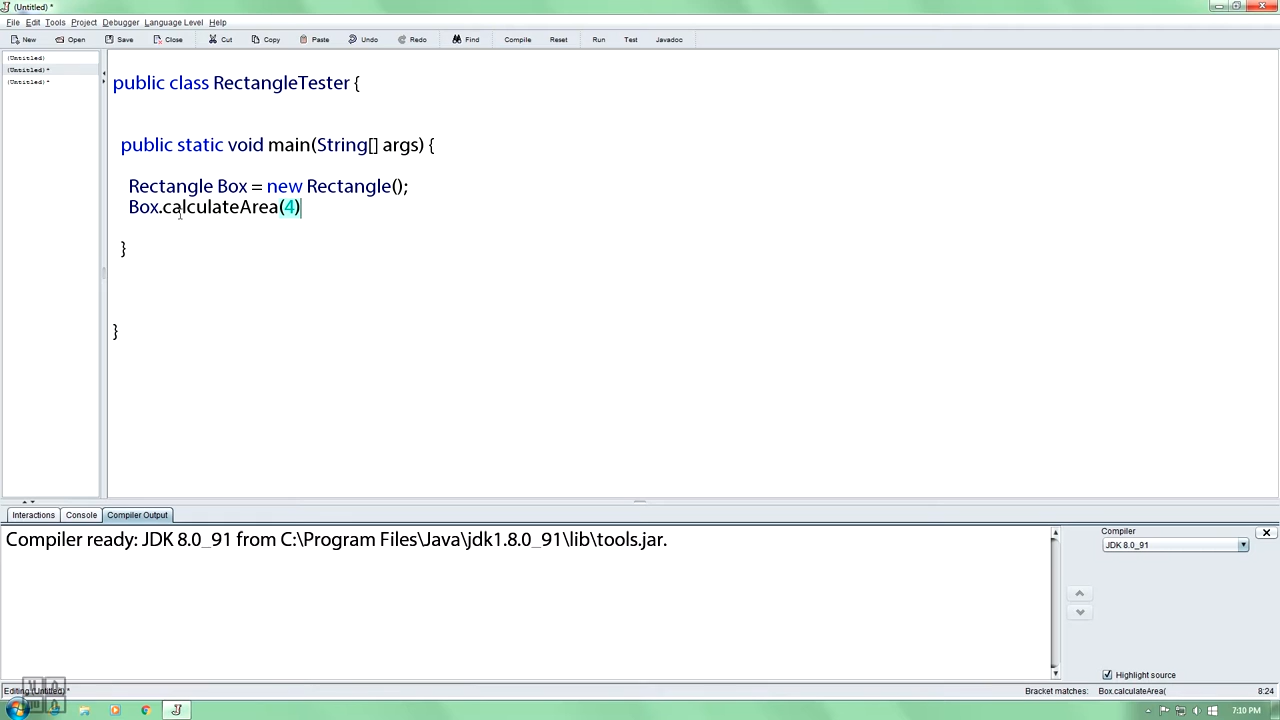 (Untitled) *
File Edit Tools Project Debugger Language Level Help
New Open Save Close Cut Copy Paste Undo Redo Find Compile Reset Run Test Javadoc
(Untitled)
(Untitled) *
(Untitled) *
public class RectangleTester {
public static void main(String[] args) {
Rectangle Box = new Rectangle();
Box.calculateArea(4)
}
}
Interactions Console Compiler Output
Compiler ready: JDK 8.0_91 from C:\Program Files\Java\jdk1.8.0_91\lib\tools.jar.
Compiler
JDK 8.0_91
Highlight source
Editing (Untitled) * Bracket matches: Box.calculateArea( 8:24
7:10 PM